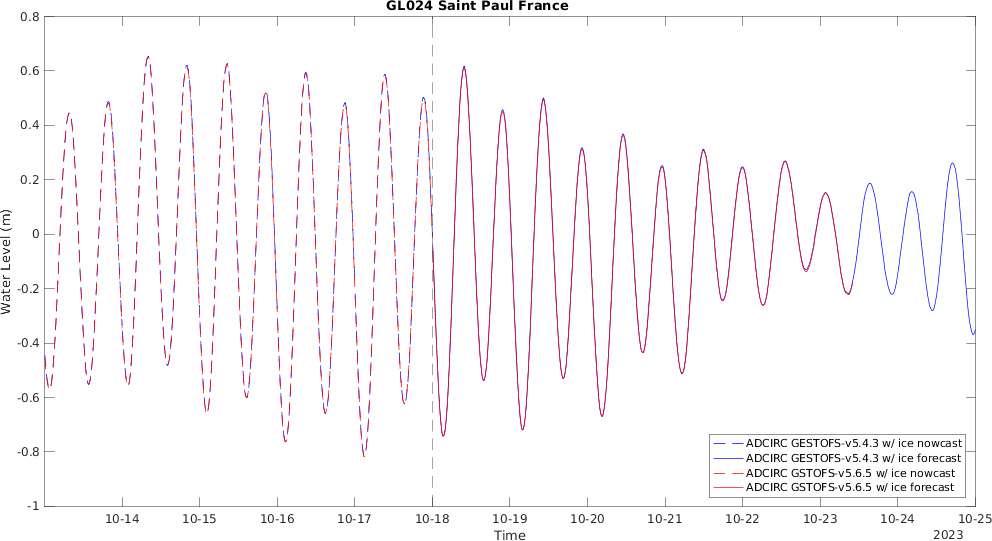 GL024 Saint Paul France
0.8
0.6
0.4
0.2
0
-0.2
-0.4
-0.6
-0.8
-1
Water Level (m)
10-14 10-15 10-16 10-17 10-18 10-19 10-20 10-21 10-22 10-23 10-24 10-25
Time
2023
ADCIRC GESTOFS-v5.4.3 w/ ice nowcast
ADCIRC GESTOFS-v5.4.3 w/ ice forecast
ADCIRC GSTOFS-v5.6.5 w/ ice nowcast
ADCIRC GSTOFS-v5.6.5 w/ ice forecast